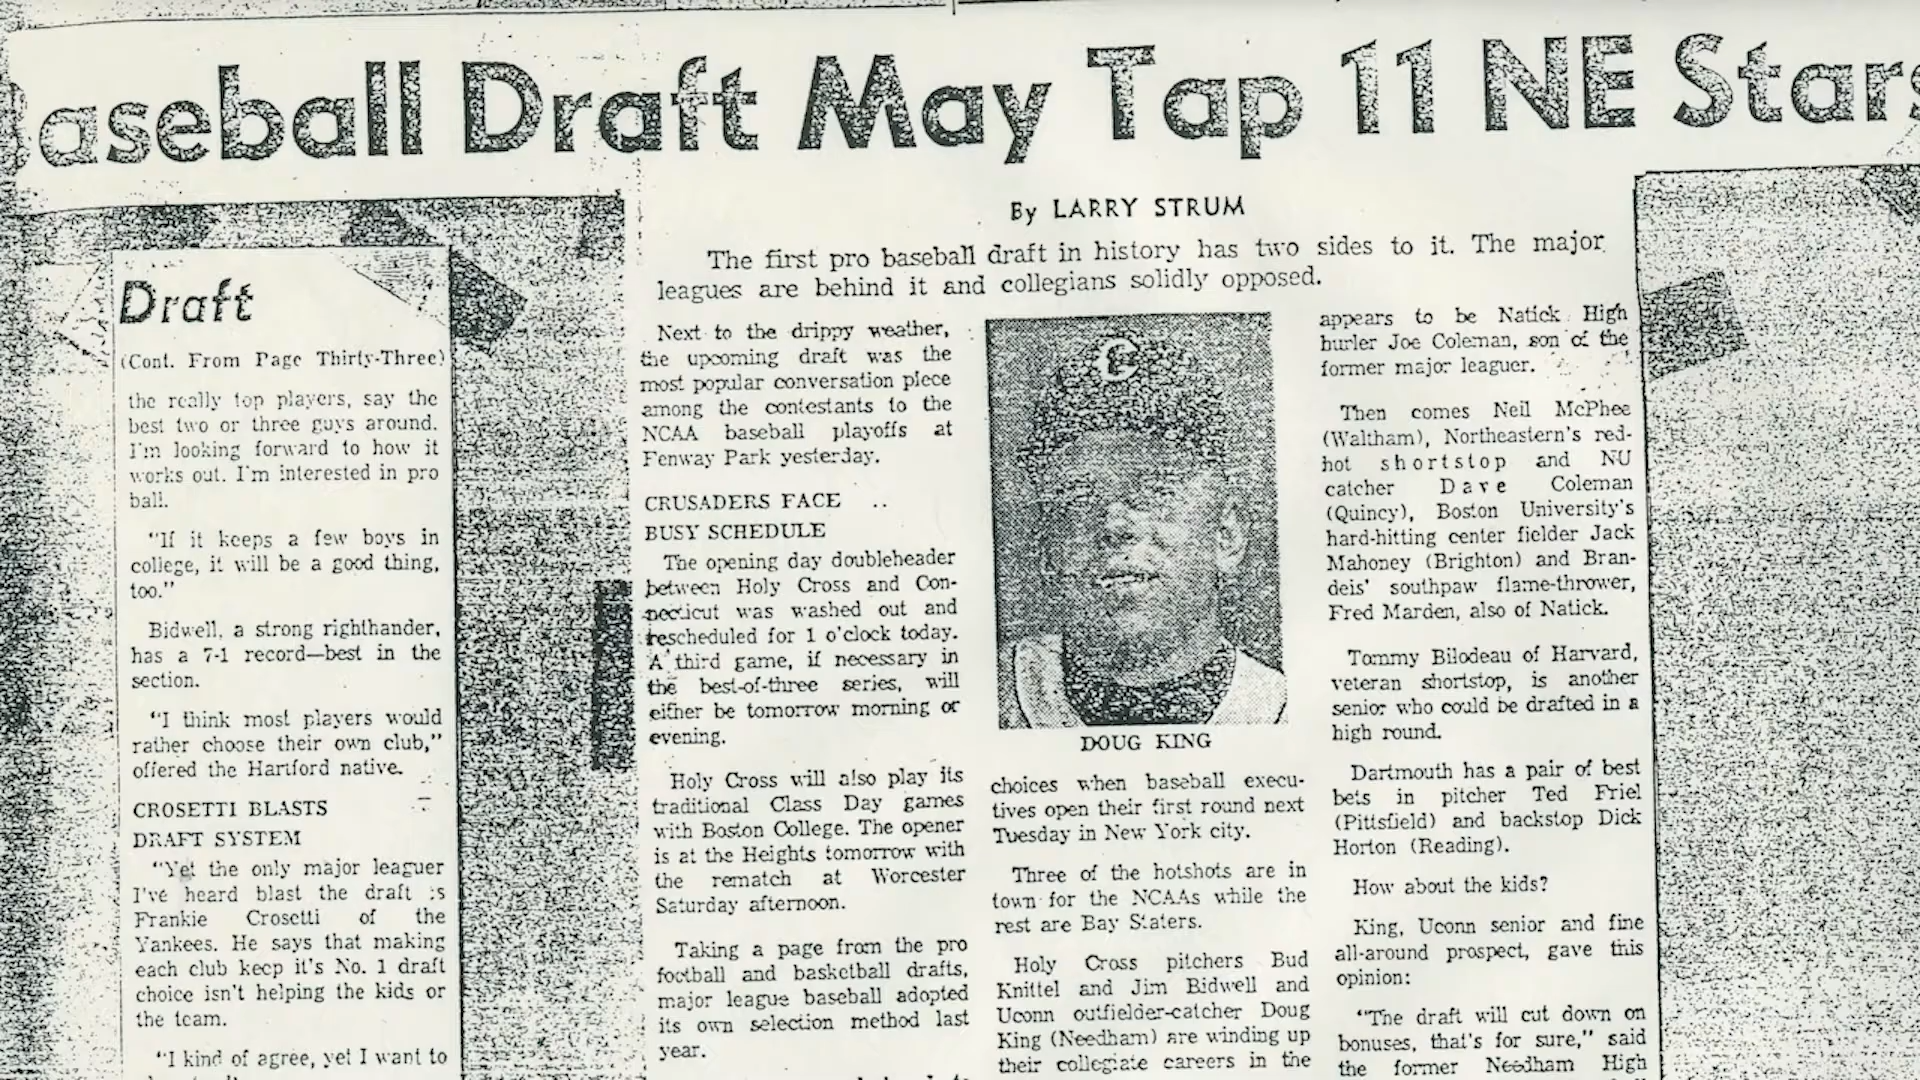 Baseball Draft May Tap 11 NE Stars
By LARRY STRUM
The first pro baseball draft in history has two sides to it. The major
leagues are behind it and collegians solidly opposed.
Next to the drippy weather,
the upcoming draft was the
most popular conversation piece
among the contestants to the
NCAA baseball playoffs at
Fenway Park yesterday.
CRUSADERS FACE
BUSY SCHEDULE
The opening day doubleheader
between Holy Cross and Con-
necticut was washed out and
rescheduled for 1 o'clock today.
A third game, if necessary in
the best-of-three series, will
either be tomorrow morning or
evening.
Holy Cross will also play its
traditional Class Day games
with Boston College. The opener
is at the Heights tomorrow with
the rematch at Worcester
Saturday afternoon.
Taking a page from the pro
football and basketball drafts,
major league baseball adopted
its own selection method last
year.
DOUG KING
choices when baseball execu-
tives open their first round next
Tuesday in New York city.
Three of the hotshots are in
town for the NCAAs while the
rest are Bay Staters.
Holy Cross pitchers Bud
Knittel and Jim Bidwell and
Uconn outfielder-catcher Doug
King (Needham) are winding up
their collegiate careers in the
appears to be Natick High
hurler Joe Coleman, son of the
former major leaguer.
Then comes Neil McPhee
(Waltham), Northeastern's red-
hot shortstop and NU
catcher Dave Coleman
(Quincy), Boston University's
hard-hitting center fielder Jack
Mahoney (Brighton) and Bran-
deis' southpaw flame-thrower,
Fred Marden, also of Natick.
Tommy Bilodeau of Harvard,
veteran shortstop, is another
senior who could be drafted in a
high round.
Dartmouth has a pair of best
bets in pitcher Ted Friel
(Pittsfield) and backstop Dick
Horton (Reading).
How about the kids?
King, Uconn senior and fine
all-around prospect, gave this
opinion:
"The draft will cut down on
bonuses, that's for sure," said
the former Needham High
Draft
(Cont. From Page Thirty-Three)
the really top players, say the
best two or three guys around.
I'm looking forward to how it
works out. I'm interested in pro
ball.
"If it keeps a few boys in
college, it will be a good thing,
too."
Bidwell, a strong righthander,
has a 7-1 record—best in the
section.
"I think most players would
rather choose their own club,"
offered the Hartford native.
CROSETTI BLASTS
DRAFT SYSTEM
"Yet the only major leaguer
I've heard blast the draft is
Frankie Crosetti of the
Yankees. He says that making
each club keep it's No. 1 draft
choice isn't helping the kids or
the team.
"I kind of agree, yet I want to